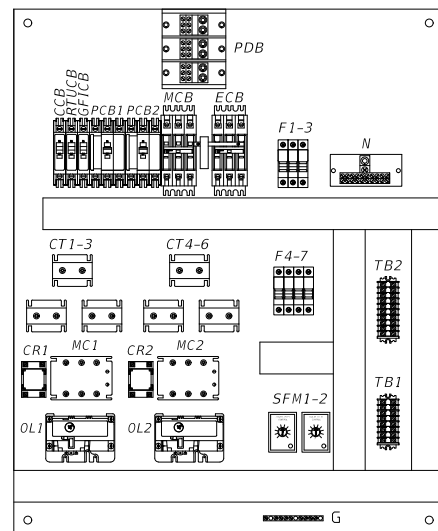 PDB
CCB
RTUCB
GFICB
PCB1
PCB2
MCB
ECB
F1-3
N
CT1-3
CT4-6
F4-7
TB2
CR1
MC1
CR2
MC2
SFM1-2
TB1
OL1
OL2
G